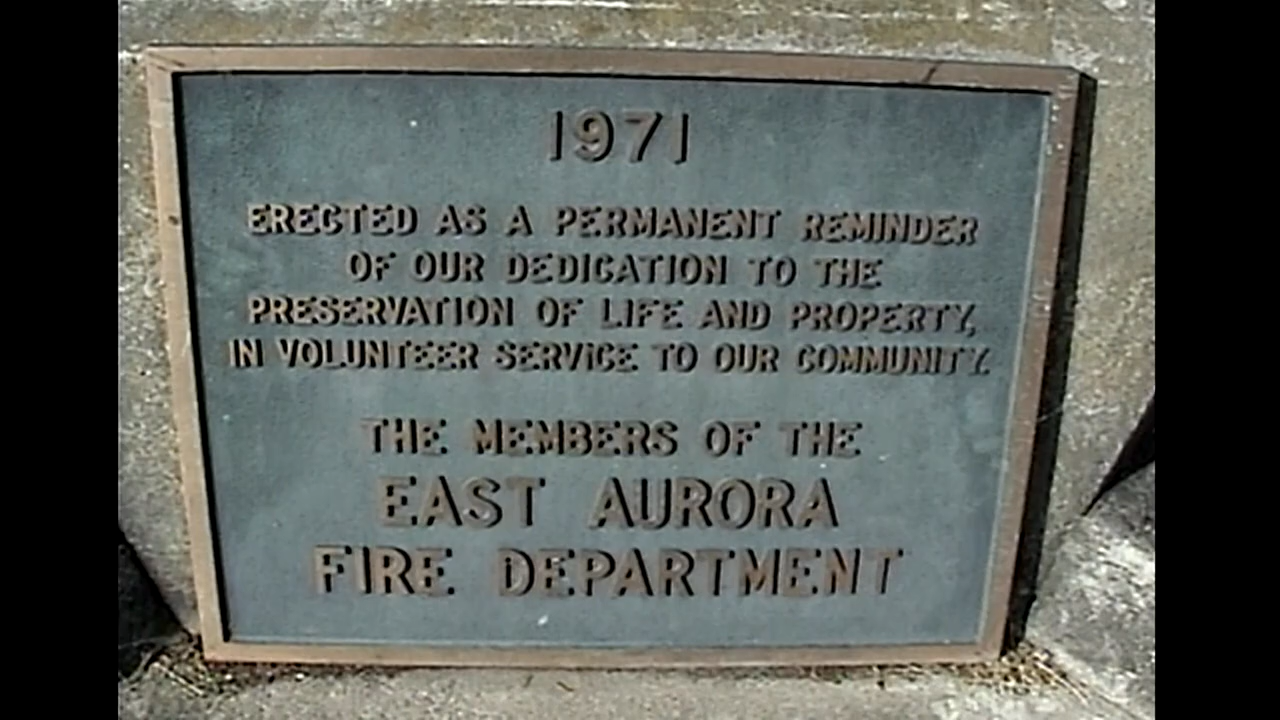 1971
ERECTED AS A PERMANENT REMINDER
OF OUR DEDICATION TO THE
PRESERVATION OF LIFE AND PROPERTY,
IN VOLUNTEER SERVICE TO OUR COMMUNITY.
THE MEMBERS OF THE
EAST AURORA
FIRE DEPARTMENT